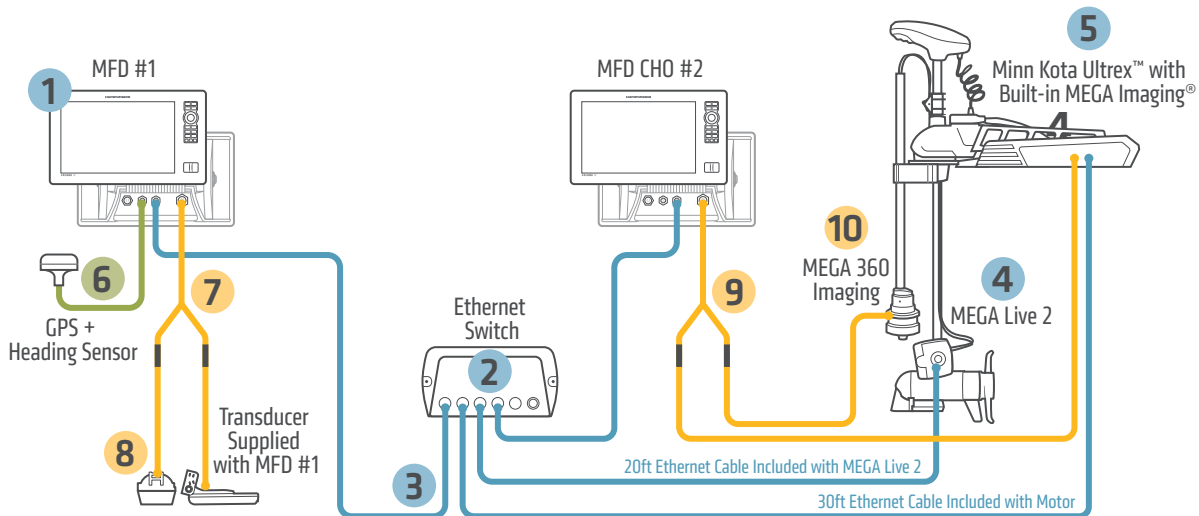 1
MFD #1
MFD CHO #2
5
Minn Kota Ultrex™ with
Built-in MEGA Imaging®
4
6
GPS +
Heading Sensor
7
10
MEGA 360
Imaging
9
4
MEGA Live 2
Ethernet
Switch
2
8
Transducer
Supplied
with MFD #1
3
20ft Ethernet Cable Included with MEGA Live 2
30ft Ethernet Cable Included with Motor